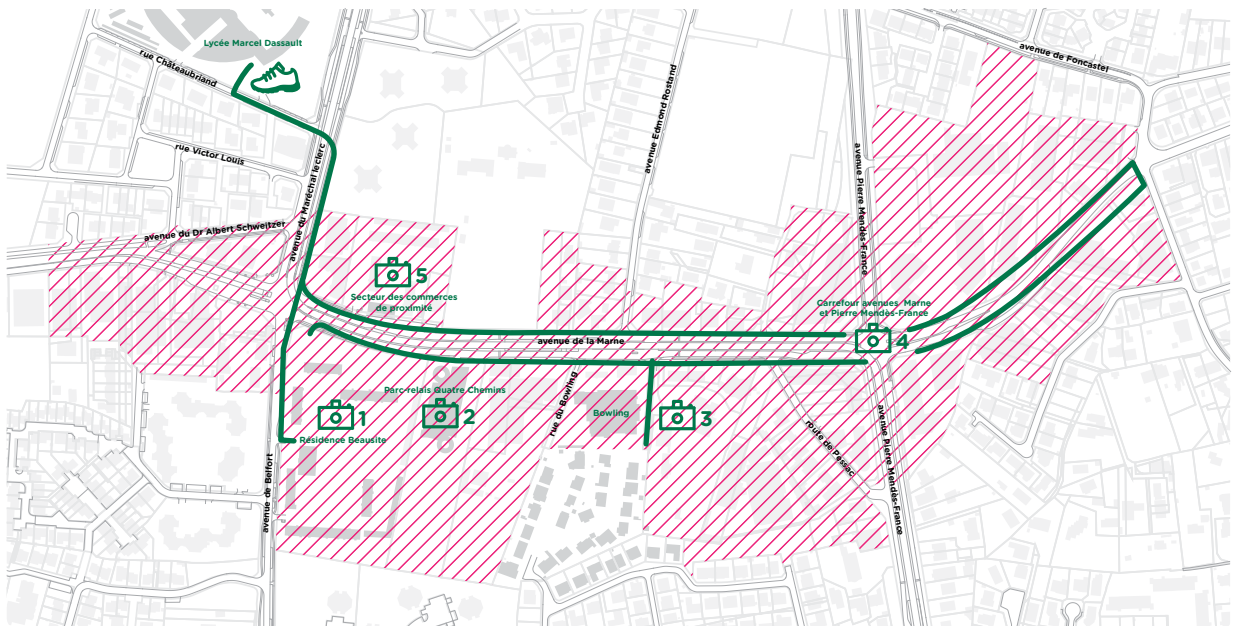 Lycée Marcel Dassault
rue Châteaubriand
avenue de Foncastel
rue Victor Louis
avenue du Maréchal leclerc
avenue Edmond Rostand
avenue Pierre Mendès-France
avenue du Dr Albert Schweitzer
5
Secteur des commerces
de proximité
Carrefour avenues Marne
et Pierre Mendès-France
4
avenue de la Marne
Parc-relais Quatre Chemins
1
2
Résidence Beausite
rue du Bowling
Bowling
3
route de Pessac
avenue Pierre Mendès-France
avenue de Belfort